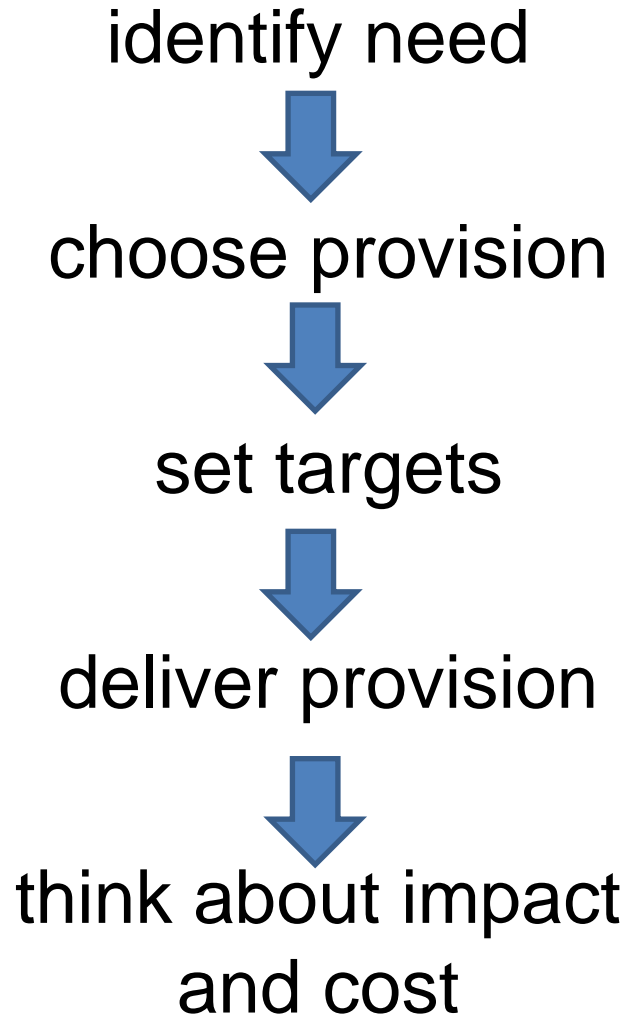 identify need
choose provision
set targets
deliver provision
think about impact
and cost